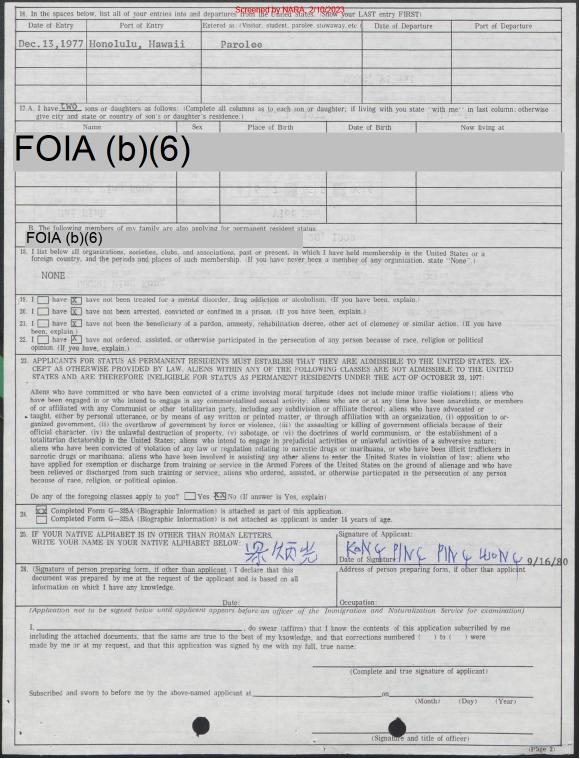 Screened by NARA, 2/10/2023
16. In the spaces below, list all of your entries into and departures from the United States. Show your LAST entry FIRST)
Date of Entry Port of Entry Entered as: (Visitor, student, parolee, stowaway, etc.) Date of Departure Port of Departure
Dec.13,1977 Honolulu, Hawaii Parolee
17. A. I have two sons or daughters as follows: (Complete all columns as to each son or daughter; if living with you state "with me" in last column; otherwise
give city and state or country of son's or daughter's residence.)
Name Sex Place of Birth Date of Birth Now living at
FOIA (b)(6)
B. The following members of my family are also applying for permanent resident status
FOIA (b)(6)
18. I list below all organizations, societies, clubs, and associations, past or present, in which I have held membership in the United States or a
foreign country, and the periods and places of such membership. (If you have never been a member of any organization, state "None".)
NONE
19. I have X have not been treated for a mental disorder, drug addiction or alcoholism. (If you have been, explain.)
20. I have X have not been arrested, convicted or confined in a prison. (If you have been, explain.)
21. I have X have not been the beneficiary of a pardon, amnesty, rehabilitation decree, other act of clemency or similar action. (If you have
been, explain.)
22. I have X have not ordered, assisted, or otherwise participated in the persecution of any person because of race, religion or political
opinion. (If you have, explain.)
23. APPLICANTS FOR STATUS AS PERMANENT RESIDENTS MUST ESTABLISH THAT THEY ARE ADMISSIBLE TO THE UNITED STATES. EX-
CEPT AS OTHERWISE PROVIDED BY LAW, ALIENS WITHIN ANY OF THE FOLLOWING CLASSES ARE NOT ADMISSIBLE TO THE UNITED
STATES AND ARE THEREFORE INELIGIBLE FOR STATUS AS PERMANENT RESIDENTS UNDER THE ACT OF OCTOBER 28, 1977:
Aliens who have committed or who have been convicted of a crime involving moral turpitude (does not include minor traffic violations); aliens who
have been engaged in or who intend to engage in any commercialized sexual activity; aliens who are or at any time have been anarchists, or members
of or affiliated with any Communist or other totalitarian party, including any subdivision or affiliate thereof; aliens who have advocated or
taught, either by personal utterance, or by means of any written or printed matter, or through affiliation with an organization, (i) opposition to or-
ganized government, (ii) the overthrow of government by force or violence, (iii) the assaulting or killing of government officials because of their
official character, (iv) the unlawful destruction of property, (v) sabotage, or (vi) the doctrines of world communism, or the establishment of a
totalitarian dictatorship in the United States; aliens who intend to engage in prejudicial activities or unlawful activities of a subversive nature;
aliens who have been convicted of violation of any law or regulation relating to narcotic drugs or marihuana, or who have been illicit traffickers in
narcotic drugs or marihuana; aliens who have been involved in assisting any other aliens to enter the United States in violation of law; aliens who
have applied for exemption or discharge from training or service in the Armed Forces of the United States on the ground of alienage and who have
been relieved or discharged from such training or service; aliens who ordered, assisted, or otherwise participated in the persecution of any person
because of race, religion, or political opinion.
Do any of the foregoing classes apply to you? Yes XX No (If answer is Yes, explain)
24. XX Completed Form G-325A (Biographic Information) is attached as part of this application.
Completed Form G-325A (Biographic Information) is not attached as applicant is under 14 years of age.
25. IF YOUR NATIVE ALPHABET IS IN OTHER THAN ROMAN LETTERS,
WRITE YOUR NAME IN YOUR NATIVE ALPHABET BELOW:
Signature of Applicant:
KONG PING PING WONG
Date of Signature: 9/16/80
26. (Signature of person preparing form, if other than applicant.) I declare that this
document was prepared by me at the request of the applicant and is based on all
information on which I have any knowledge.
Date:
Address of person preparing form, if other than applicant
Occupation:
(Application not to be signed below until applicant appears before an officer of the Immigration and Naturalization Service for examination)
I, , do swear (affirm) that I know the contents of this application subscribed by me
including the attached documents, that the same are true to the best of my knowledge, and that corrections numbered ( ) to ( ) were
made by me or at my request, and that this application was signed by me with my full, true name:
(Complete and true signature of applicant)
Subscribed and sworn to before me by the above-named applicant at on
(Month) (Day) (Year)
(Signature and title of officer)
(Page 2)